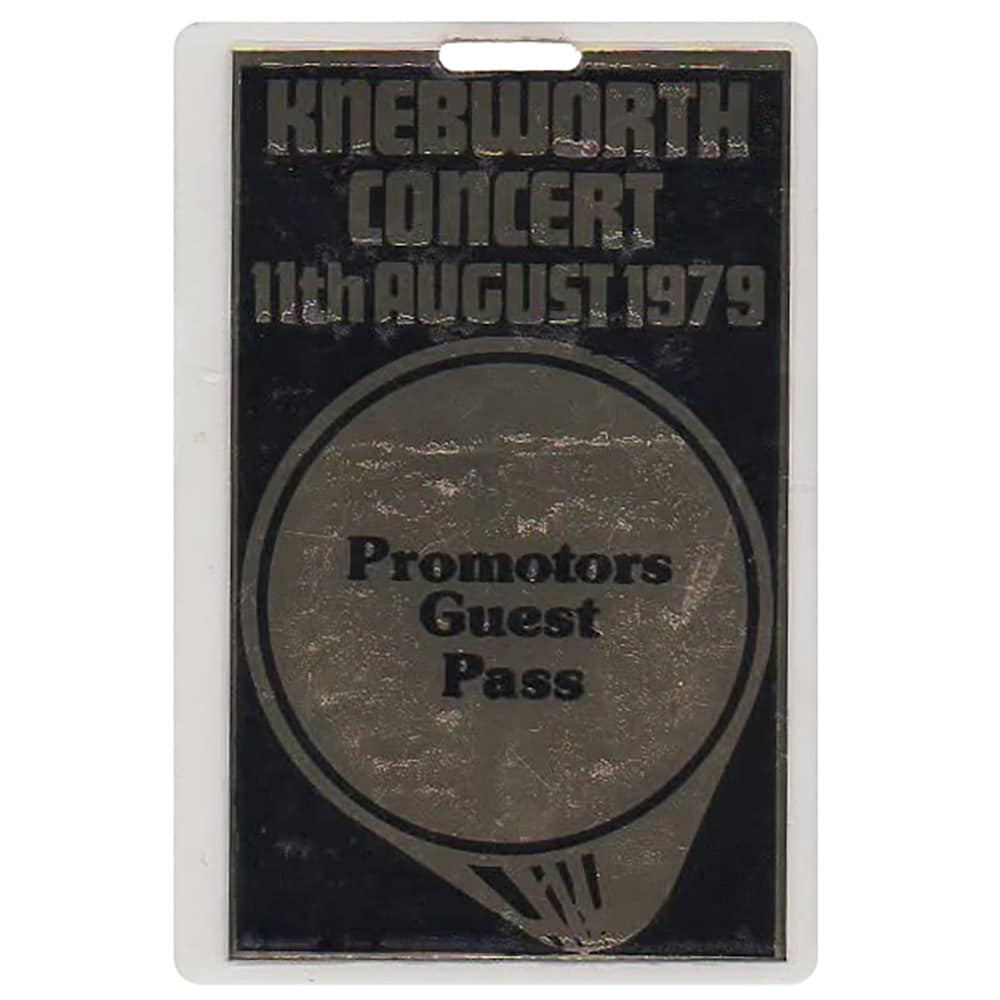 KNEBWORTH
CONCERT
11th AUGUST 1979
Promotors
Guest
Pass